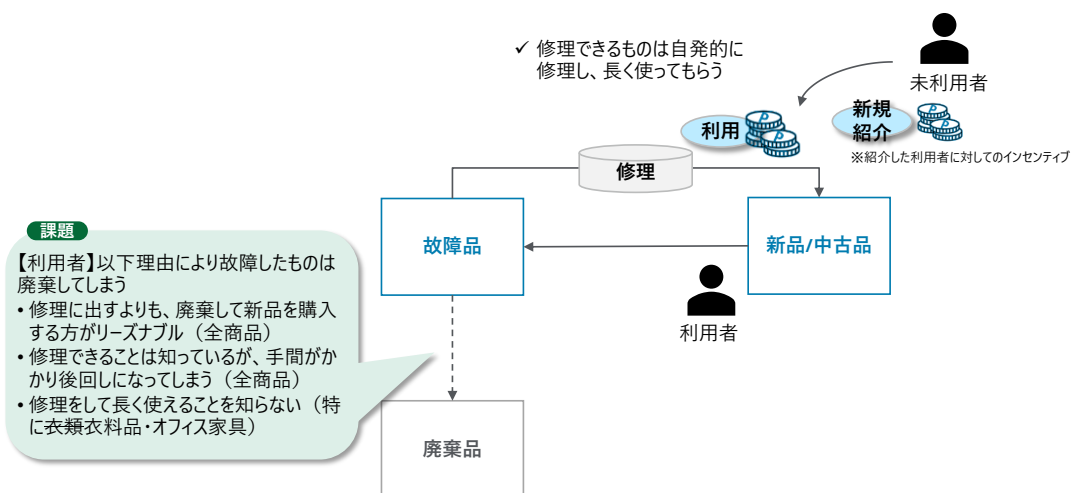 ✓ 修理できるものは自発的に
修理し、長く使ってもらう
未利用者
利用
新規
紹介
※紹介した利用者に対してのインセンティブ
修理
故障品
新品/中古品
利用者
課題
【利用者】以下理由により故障したものは
廃棄してしまう
• 修理に出すよりも、廃棄して新品を購入
する方がリーズナブル（全商品）
• 修理できることは知っているが、手間がか
かり後回しになってしまう（全商品）
• 修理をして長く使えることを知らない（特
に衣類衣料品・オフィス家具）
廃棄品